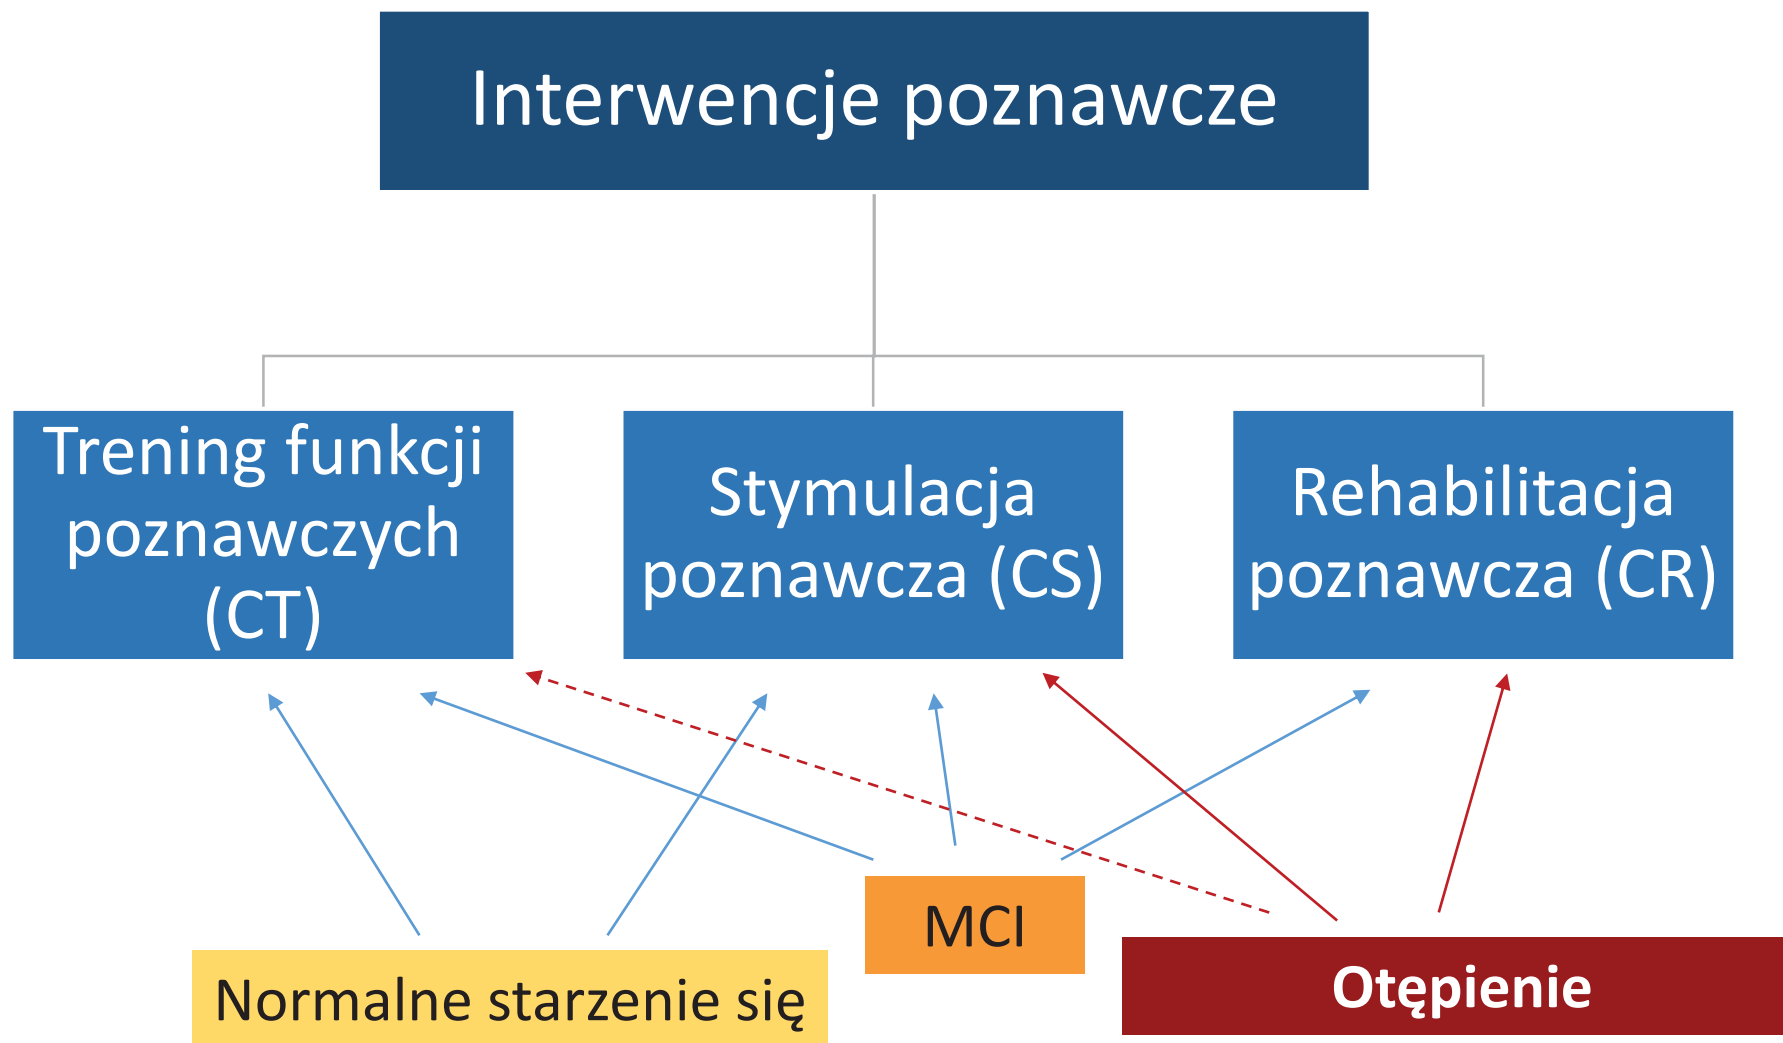 Interwencje poznawcze
Trening funkcji
poznawczych
(CT)
Stymulacja
poznawcza (CS)
Rehabilitacja
poznawcza (CR)
MCI
Normalne starzenie się
Otępienie